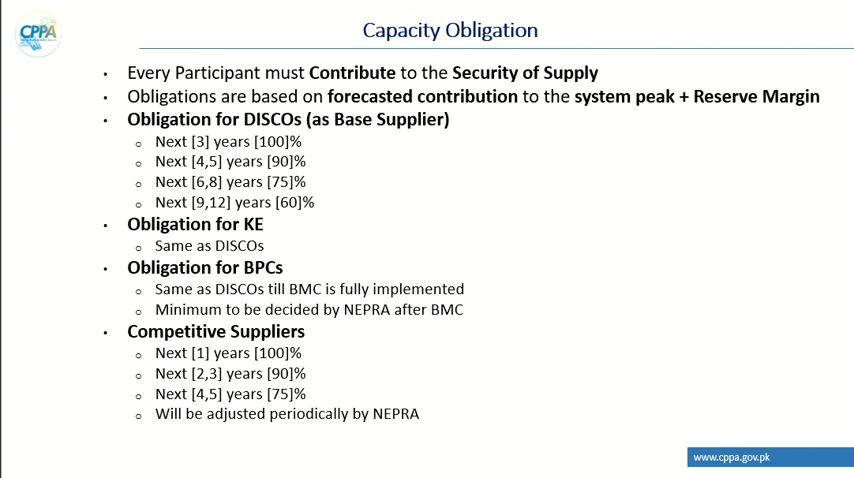 CPPA
Capacity Obligation
• Every Participant must Contribute to the Security of Supply
• Obligations are based on forecasted contribution to the system peak + Reserve Margin
• Obligation for DISCOs (as Base Supplier)
o Next [3] years [100]%
o Next [4,5] years [90]%
o Next [6,8] years [75]%
o Next [9,12] years [60]%
• Obligation for KE
o Same as DISCOs
• Obligation for BPCs
o Same as DISCOs till BMC is fully implemented
o Minimum to be decided by NEPRA after BMC
• Competitive Suppliers
o Next [1] years [100]%
o Next [2,3] years [90]%
o Next [4,5] years [75]%
o Will be adjusted periodically by NEPRA
www.cppa.gov.pk